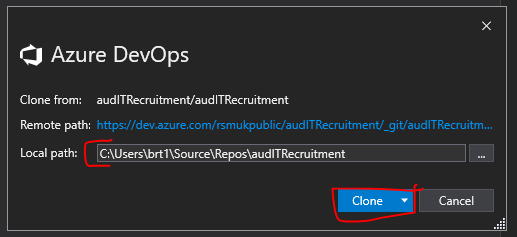 Azure DevOps
Clone from: audITRecruitment/audITRecruitment
Remote path: https://dev.azure.com/rsmukpublic/audITRecruitment/_git/audITRecruitm...
Local path: C:\Users\brt1\Source\Repos\audITRecruitment ...
Clone Cancel